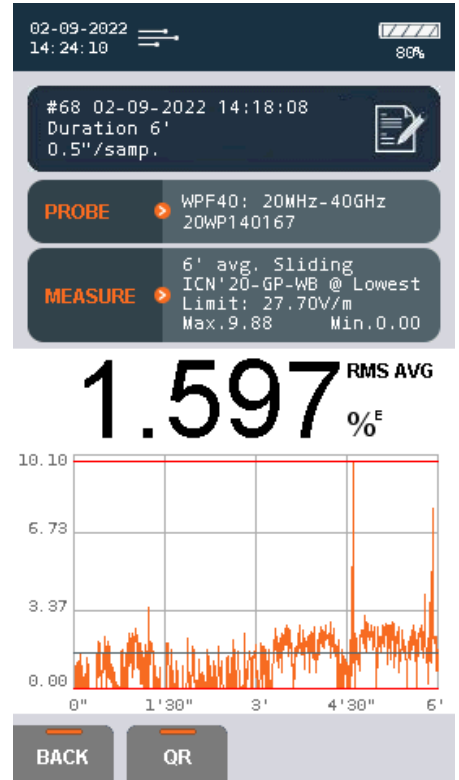 02-09-2022
14:24:10
80%
#68 02-09-2022 14:18:08
Duration 6'
0.5"/samp.
PROBE
WPF40: 20MHz-40GHz
20WP140167
MEASURE
6' avg. Sliding
ICN'20-GP-WB @ Lowest
Limit: 27.70V/m
Max.9.88 Min.0.00
1.597 RMS AVG
%E
10.10
6.73
3.37
0.00
0" 1'30" 3' 4'30" 6'
BACK QR